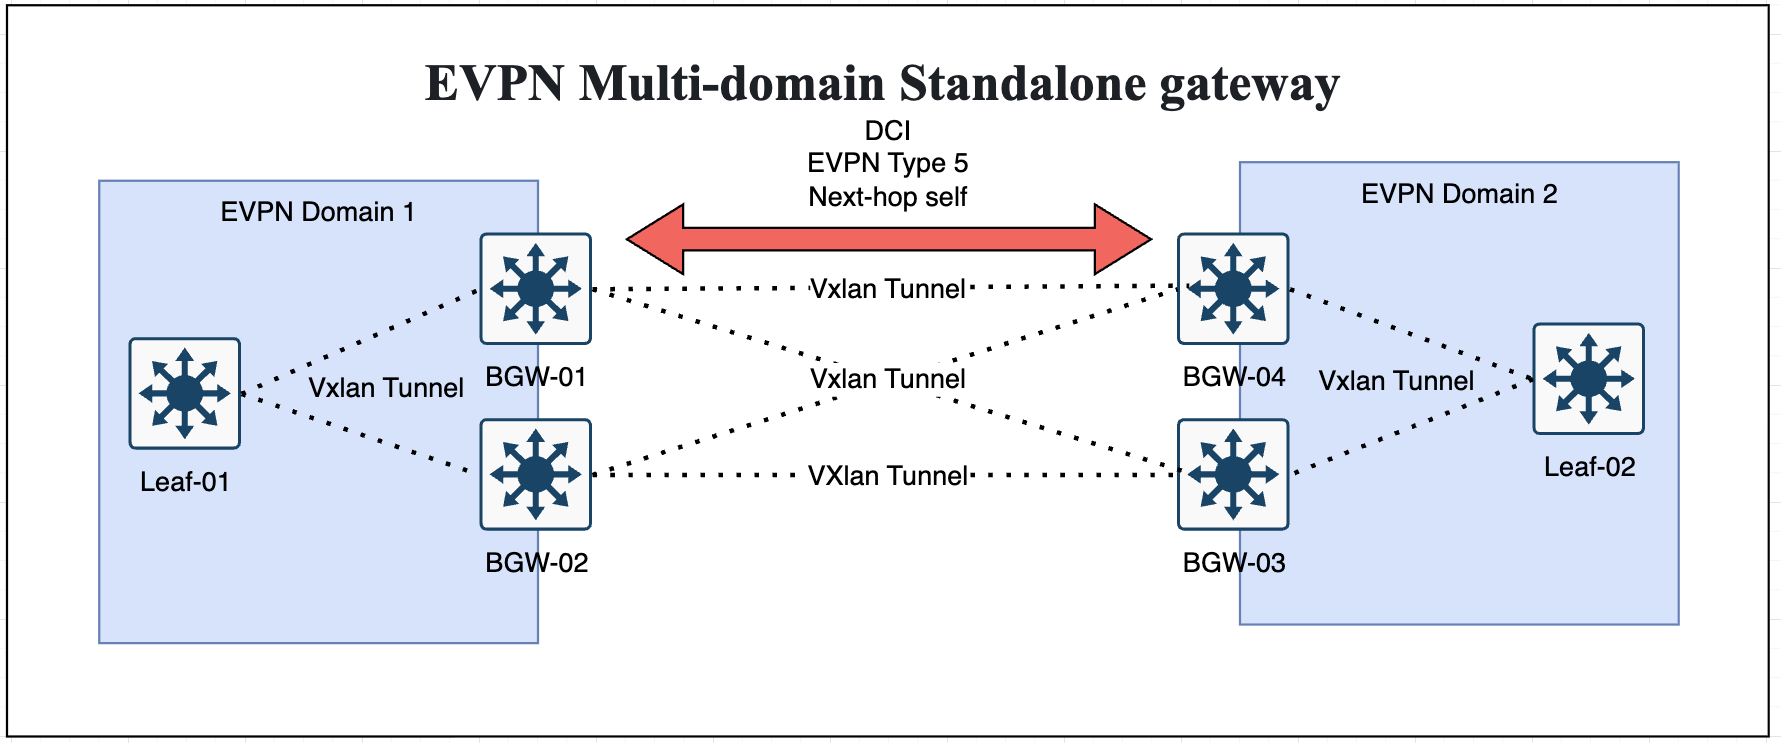 EVPN Multi-domain Standalone gateway
DCI
EVPN Type 5
Next-hop self
EVPN Domain 1
EVPN Domain 2
Vxlan Tunnel
BGW-01
Vxlan Tunnel
BGW-04
Vxlan Tunnel
Vxlan Tunnel
Leaf-01
VXlan Tunnel
Leaf-02
BGW-02
BGW-03